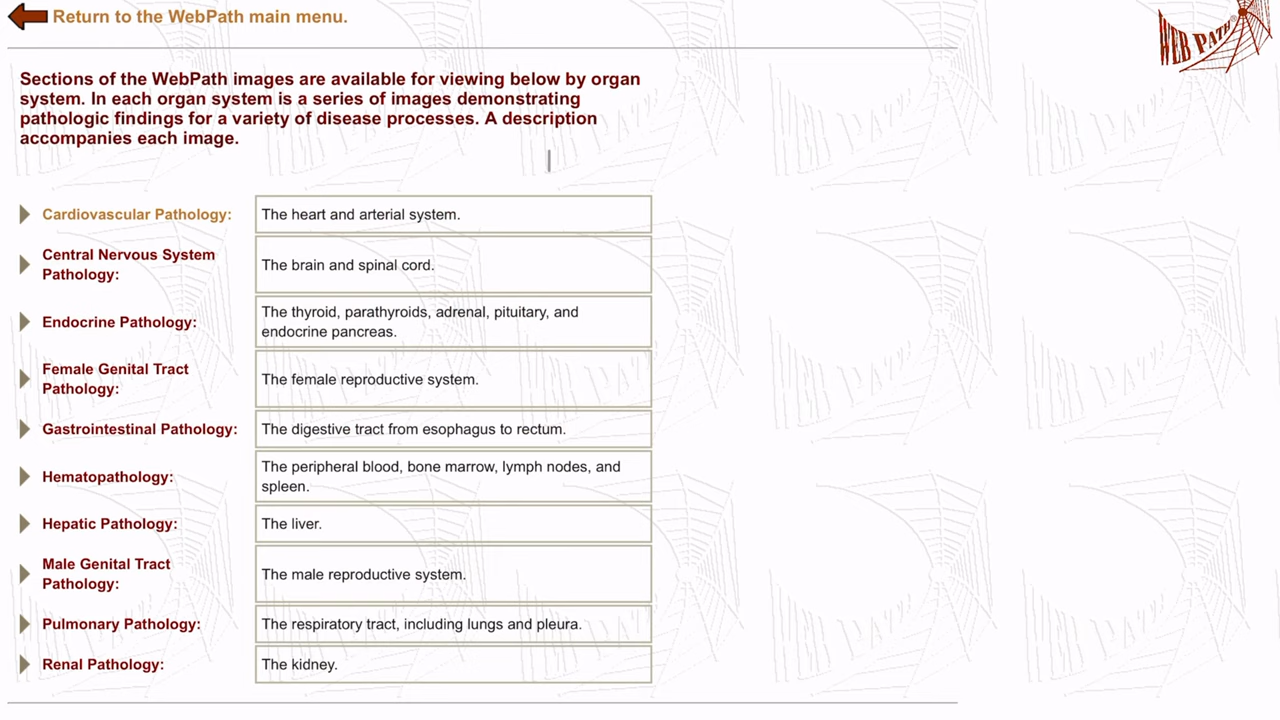 Return to the WebPath main menu.
WEB PATH
Sections of the WebPath images are available for viewing below by organ
system. In each organ system is a series of images demonstrating
pathologic findings for a variety of disease processes. A description
accompanies each image.
Cardiovascular Pathology:
The heart and arterial system.
Central Nervous System
Pathology:
The brain and spinal cord.
Endocrine Pathology:
The thyroid, parathyroids, adrenal, pituitary, and
endocrine pancreas.
Female Genital Tract
Pathology:
The female reproductive system.
Gastrointestinal Pathology:
The digestive tract from esophagus to rectum.
Hematopathology:
The peripheral blood, bone marrow, lymph nodes, and
spleen.
Hepatic Pathology:
The liver.
Male Genital Tract
Pathology:
The male reproductive system.
Pulmonary Pathology:
The respiratory tract, including lungs and pleura.
Renal Pathology:
The kidney.